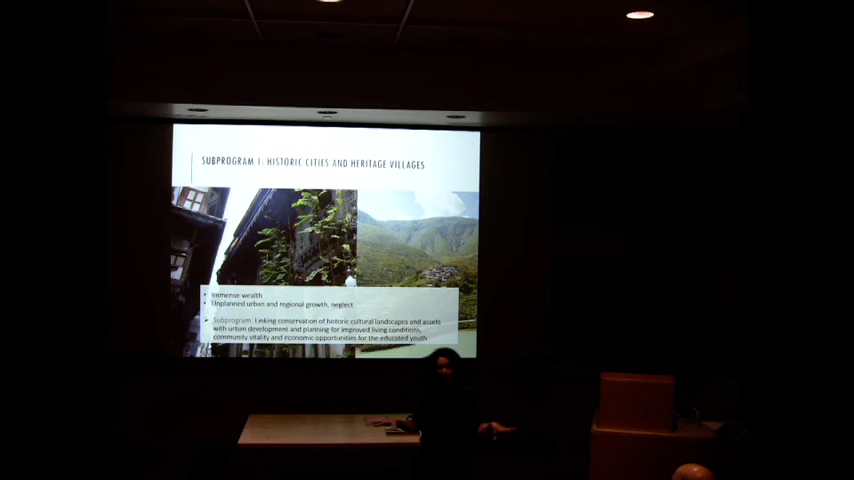 SUBPROGRAM I: HISTORIC CITIES AND HERITAGE VILLAGES
Immense wealth
Unplanned urban and regional growth, neglect
Subprogram: Linking conservation of historic cultural landscapes and assets
with urban development and planning for improved living conditions,
community vitality and economic opportunities for the educated youth